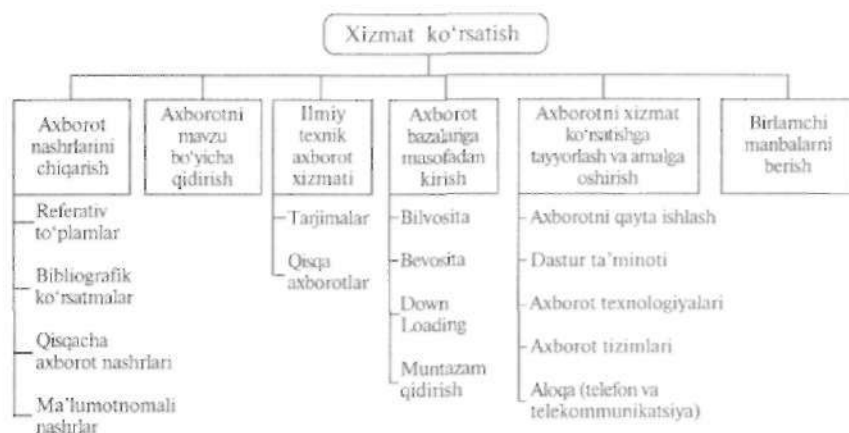 Xizmat ko‘rsatish
Axborot
nashrlarini
chiqarish
Referativ
to‘plamlar
Bibliografik
ko‘rsatmalar
Qisqacha
axborot nashrlari
Ma’lumotnomali
nashrlar
Axborotni
mavzu
bo‘yicha
qidirish
Ilmiy
texnik
axborot
xizmati
Tarjimalar
Qisqa
axborotlar
Axborot
bazalariga
masofadan
kirish
Bilvosita
Bevosita
Down
Loading
Muntazam
qidirish
Axborotni xizmat
ko‘rsatishga
tayyorlash va amalga
oshirish
Axborotni qayta ishlash
Dastur ta’minoti
Axborot texnologiyalari
Axborot tizimlari
Aloqa (telefon va
telekommunikatsiya)
Birlamchi
manbalarni
berish